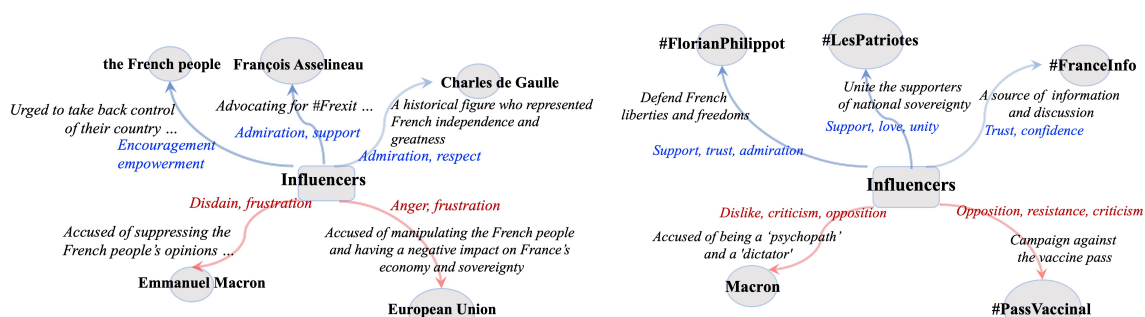 the French people
François Asselineau
Charles de Gaulle
Urged to take back control
of their country ...
Encouragement
empowerment
Advocating for #Frexit ...
Admiration, support
A historical figure who represented
French independence and
greatness
Admiration, respect
Influencers
Disdain, frustration
Anger, frustration
Accused of suppressing the
French people's opinions ...
Accused of manipulating the French people
and having a negative impact on France's
economy and sovereignty
Emmanuel Macron
European Union
#FlorianPhilippot
#LesPatriotes
#FranceInfo
Defend French
liberties and freedoms
Support, trust, admiration
Unite the supporters
of national sovereignty
Support, love, unity
A source of information
and discussion
Trust, confidence
Influencers
Dislike, criticism, opposition
Opposition, resistance, criticism
Accused of being a ‘psychopath’
and a 'dictator'
Campaign against
the vaccine pass
Macron
#PassVaccinal